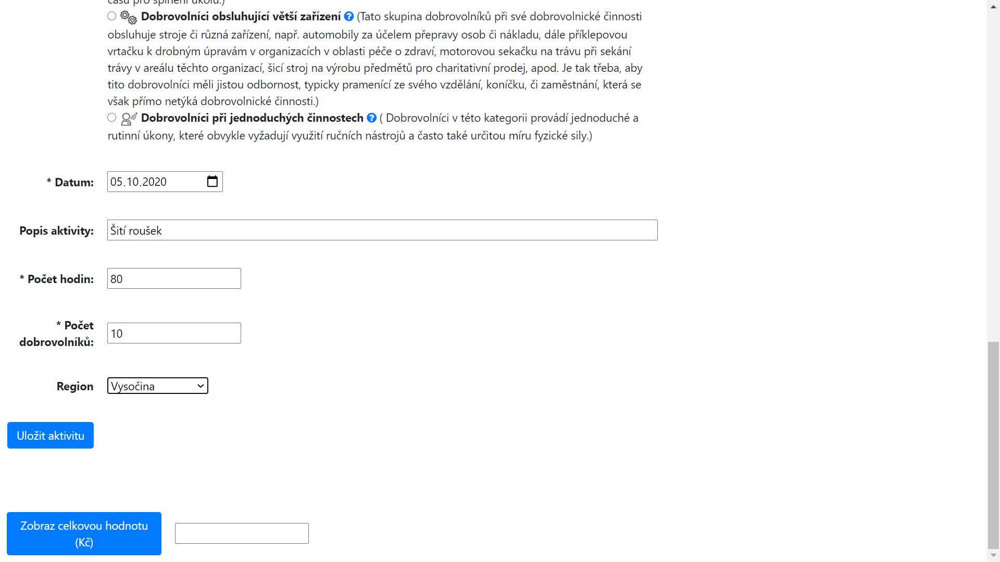 času pro splnění úkolu.)
Dobrovolníci obsluhující větší zařízení ? (Tato skupina dobrovolníků při své dobrovolnické činnosti
obsluhuje stroje či různá zařízení, např. automobily za účelem přepravy osob či nákladu, dále příklepovou
vrtačku k drobným úpravám v organizacích v oblasti péče o zdraví, motorovou sekačku na trávu při sekání
trávy v areálu těchto organizací, šicí stroj na výrobu předmětů pro charitativní prodej, apod. Je tak třeba, aby
tito dobrovolníci měli jistou odbornost, typicky pramenící ze svého vzdělání, koníčku, či zaměstnání, která se
však přímo netýká dobrovolnické činnosti.)
Dobrovolníci při jednoduchých činnostech ? ( Dobrovolníci v této kategorii provádí jednoduché a
rutinní úkony, které obvykle vyžadují využití ručních nástrojů a často také určitou míru fyzické sily.)
* Datum: 05.10.2020
Popis aktivity: Šití roušek
* Počet hodin: 80
* Počet
dobrovolníků: 10
Region Vysočina
Uložit aktivitu
Zobraz celkovou hodnotu
(Kč)